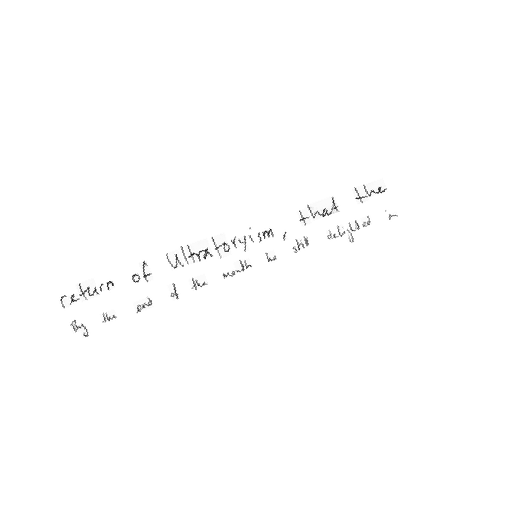 return of Ultratoryism, that the
By the end of the month he still delighted in